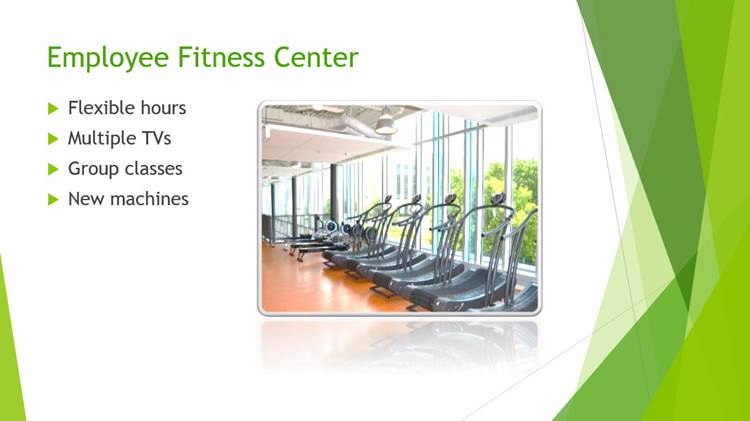 Employee Fitness Center
Flexible hours
Multiple TVs
Group classes
New machines